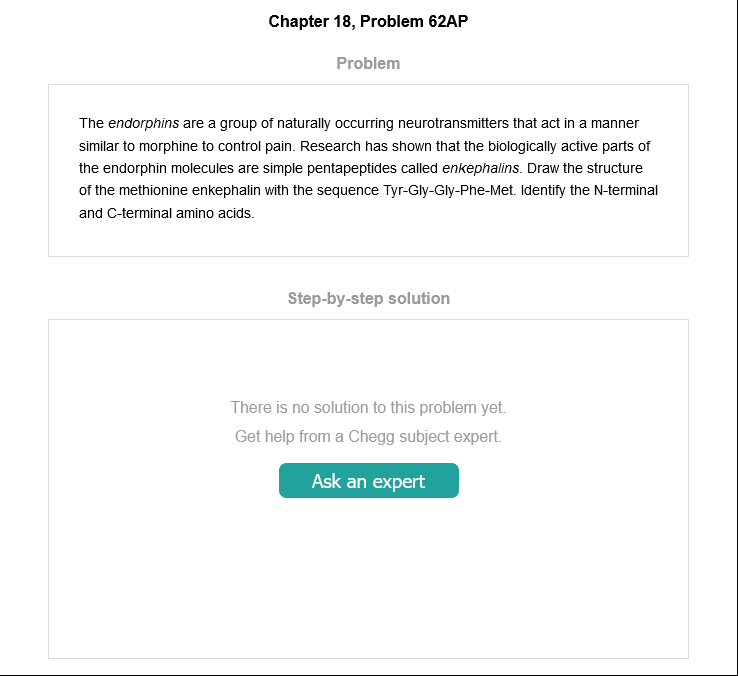 Chapter 18, Problem 62AP
Problem
The endorphins are a group of naturally occurring neurotransmitters that act in a manner
similar to morphine to control pain. Research has shown that the biologically active parts of
the endorphin molecules are simple pentapeptides called enkephalins. Draw the structure
of the methionine enkephalin with the sequence Tyr-Gly-Gly-Phe-Met. Identify the N-terminal
and C-terminal amino acids.
Step-by-step solution
There is no solution to this problem yet.
Get help from a Chegg subject expert.
Ask an expert